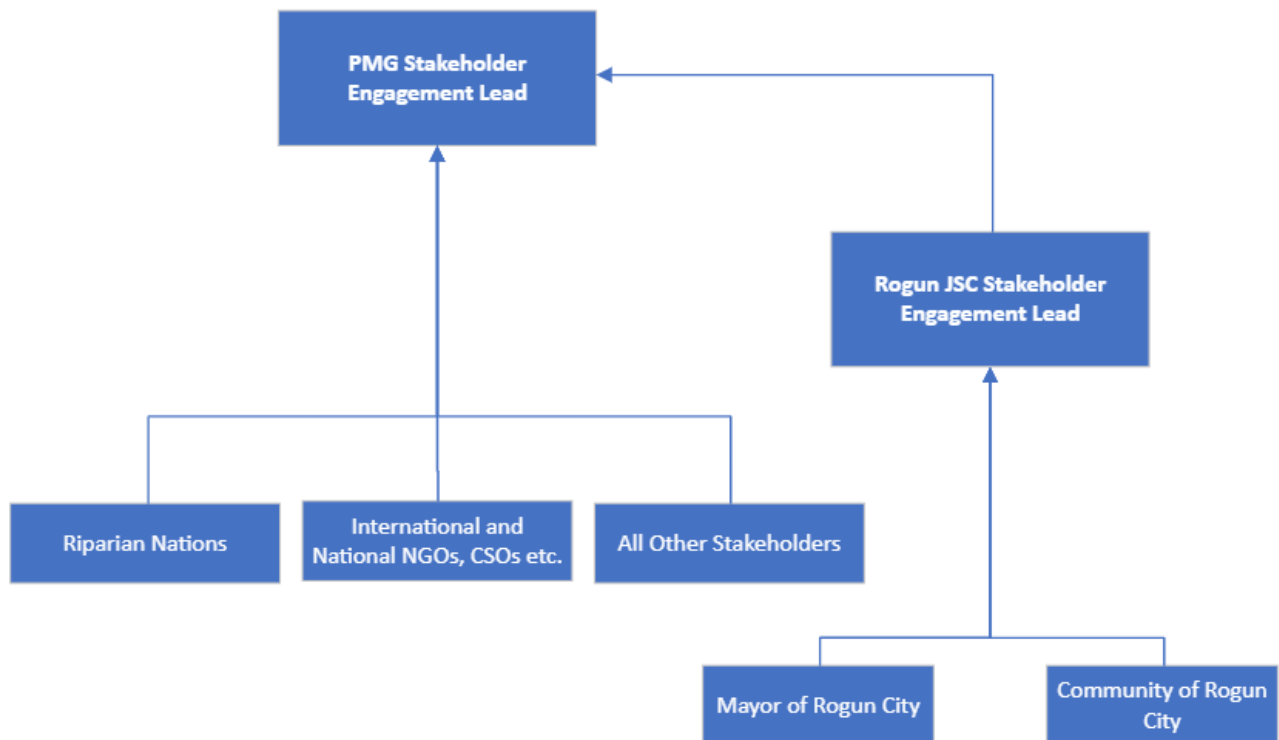 PMG Stakeholder
Engagement Lead
Rogun JSC Stakeholder
Engagement Lead
Riparian Nations
International and
National NGOs, CSOs etc.
All Other Stakeholders
Mayor of Rogun City
Community of Rogun
City